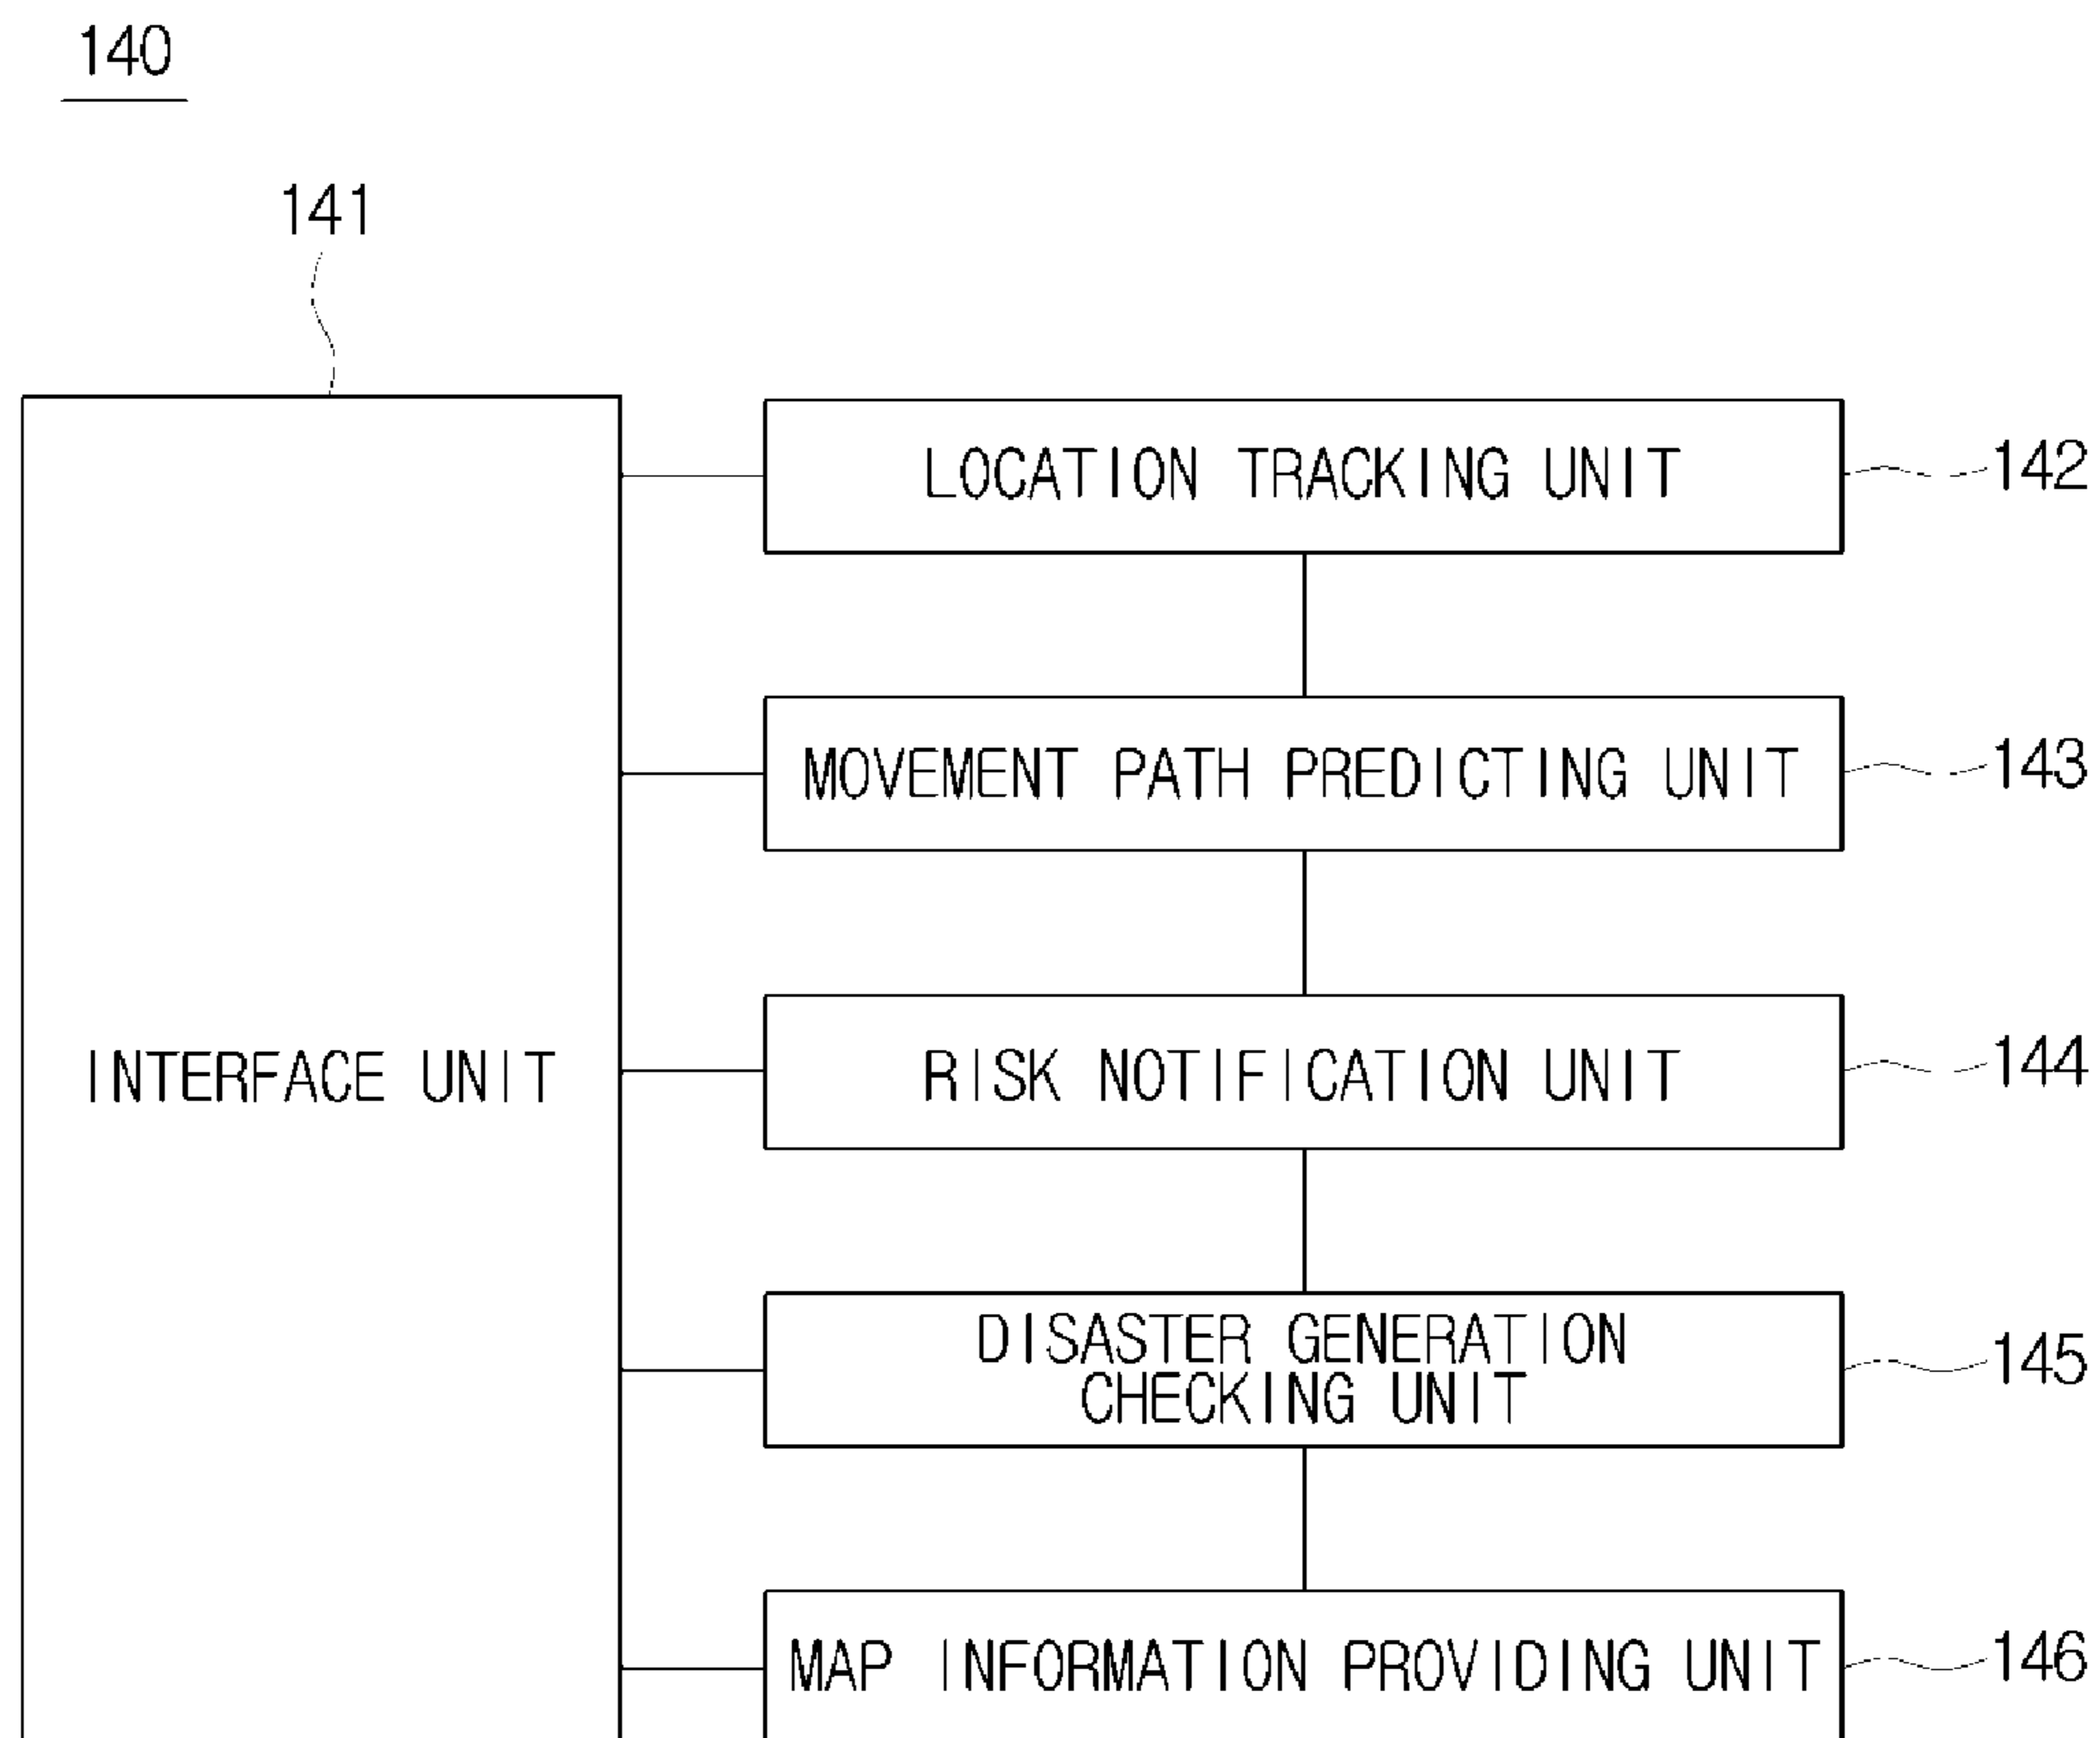 140
141
LOCATION TRACKING UNIT
142
MOVEMENT PATH PREDICTING UNIT
143
INTERFACE UNIT
RISK NOTIFICATION UNIT
144
DISASTER GENERATION
CHECKING UNIT
145
MAP INFORMATION PROVIDING UNIT
146